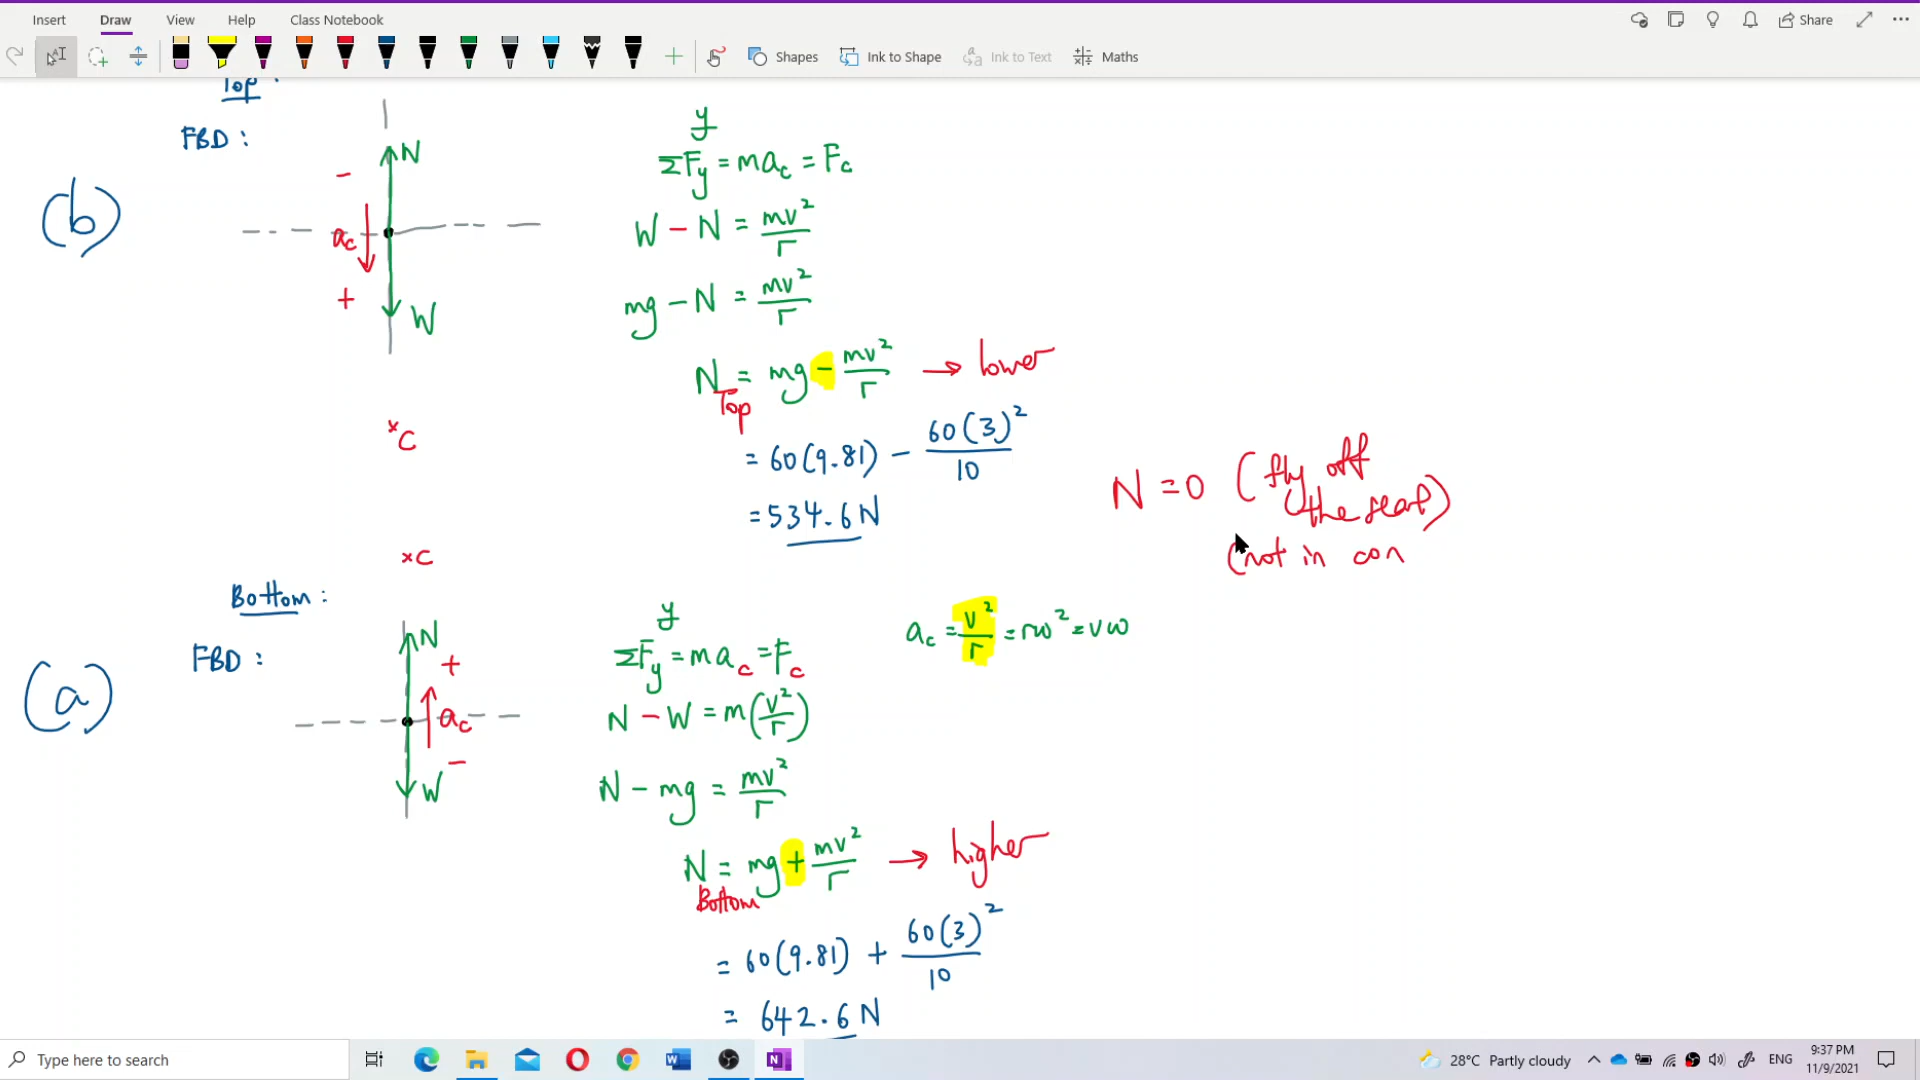 Insert Draw View Help Class Notebook Share
Shapes Ink to Shape Ink to Text Maths
Top :
FBD :
N
-
(b)
ac
+
W
y
ΣFy = mac = Fc
W - N = mv²/r
mg - N = mv²/r
N Top = mg - mv²/r → lower
= 60(9.81) - 60(3)²/10
= 534.6 N
*C
N = 0 (fly off
the seat)
(not in con
×C
Bottom :
FBD :
N
+
(a)
ac
-
W
y
ΣFy = mac = Fc
ac = v²/r = rω² = vω
N - W = m(v²/r)
N - mg = mv²/r
N Bottom = mg + mv²/r → higher
= 60(9.81) + 60(3)²/10
= 642.6 N
Type here to search
28°C Partly cloudy
ENG
9:37 PM
11/9/2021